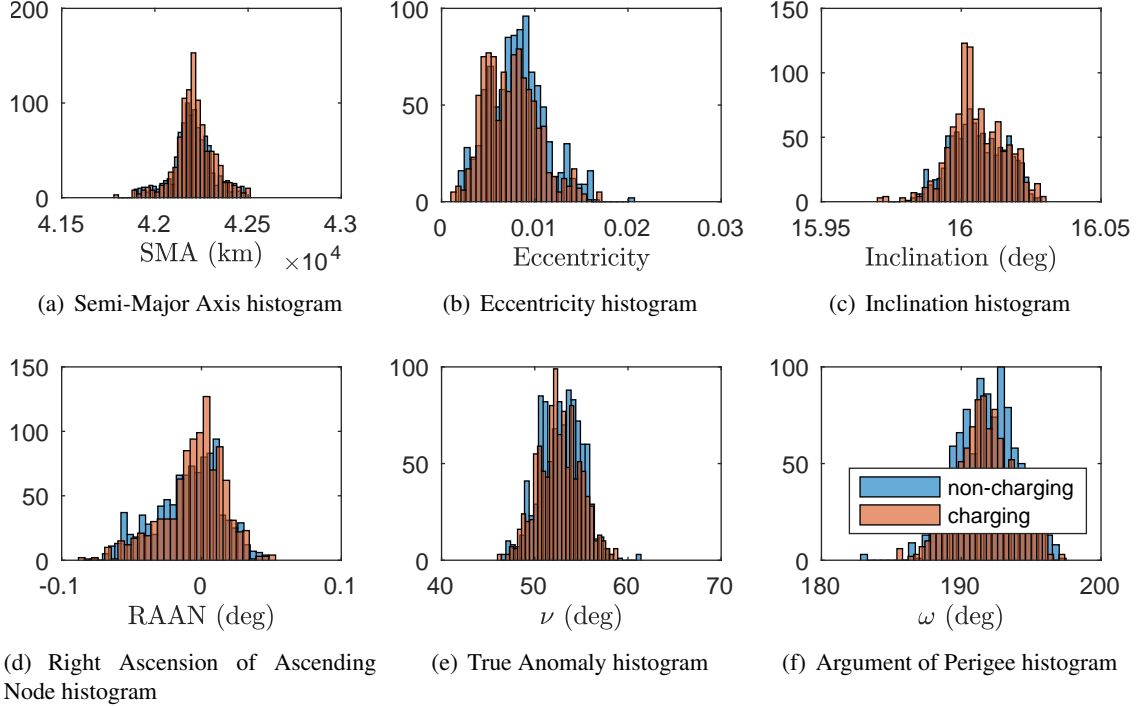 200
100
0
4.15 4.2 4.25 4.3
SMA (km) ×10^4
(a) Semi-Major Axis histogram
100
50
0
0 0.01 0.02 0.03
Eccentricity
(b) Eccentricity histogram
150
100
50
0
15.95 16 16.05
Inclination (deg)
(c) Inclination histogram
150
100
50
0
-0.1 0 0.1
RAAN (deg)
(d) Right Ascension of Ascending
Node histogram
100
50
0
40 50 60 70
ν (deg)
(e) True Anomaly histogram
100
50
0
non-charging
charging
180 190 200
ω (deg)
(f) Argument of Perigee histogram